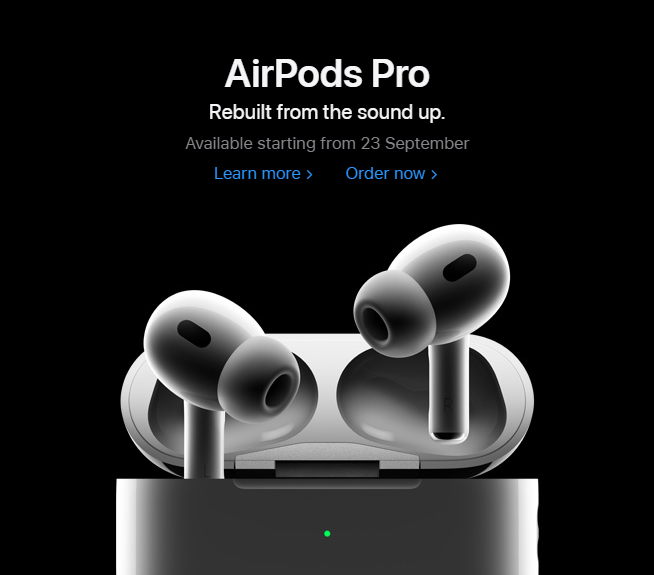 AirPods Pro
Rebuilt from the sound up.
Available starting from 23 September
Learn more >
Order now >